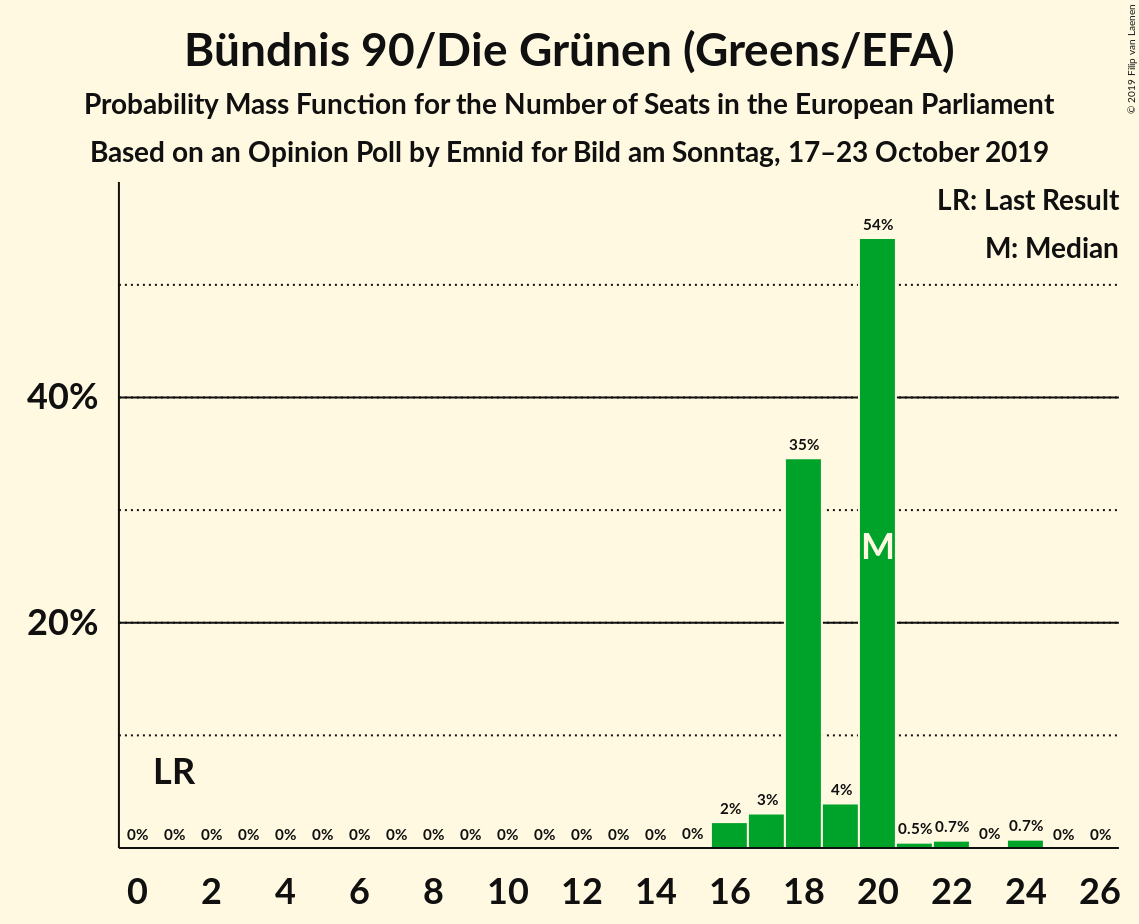 Bündnis 90/Die Grünen (Greens/EFA)
Probability Mass Function for the Number of Seats in the European Parliament
Based on an Opinion Poll by Emnid for Bild am Sonntag, 17–23 October 2019
© 2019 Filip van Laenen
LR: Last Result
M: Median
54%
40%
35%
M
20%
LR
0% 0% 0% 0% 0% 0% 0% 0% 0% 0% 0% 0% 0% 0% 0% 0% 2% 3% 4% 0.5% 0.7% 0% 0.7% 0% 0%
0 2 4 6 8 10 12 14 16 18 20 22 24 26